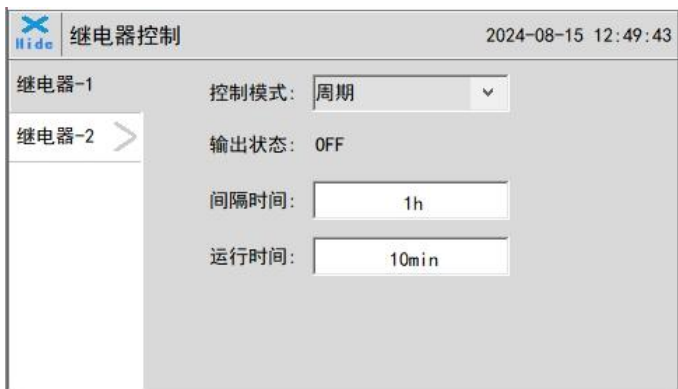 Hide 继电器控制 2024-08-15 12:49:43
继电器-1
控制模式: 周期
继电器-2
输出状态: OFF
间隔时间: 1h
运行时间: 10min